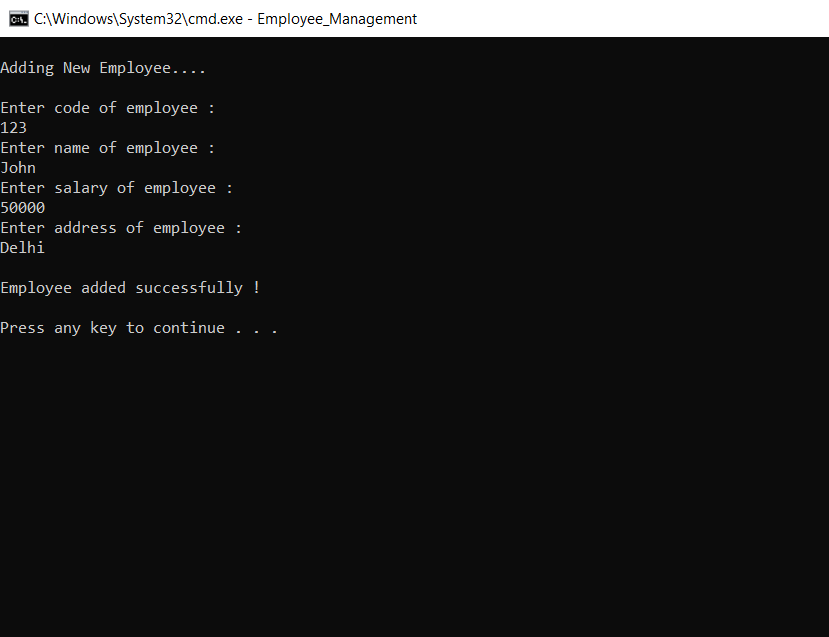 C:\Windows\System32\cmd.exe - Employee_Management
Adding New Employee....
Enter code of employee :
123
Enter name of employee :
John
Enter salary of employee :
50000
Enter address of employee :
Delhi
Employee added successfully !
Press any key to continue . . .